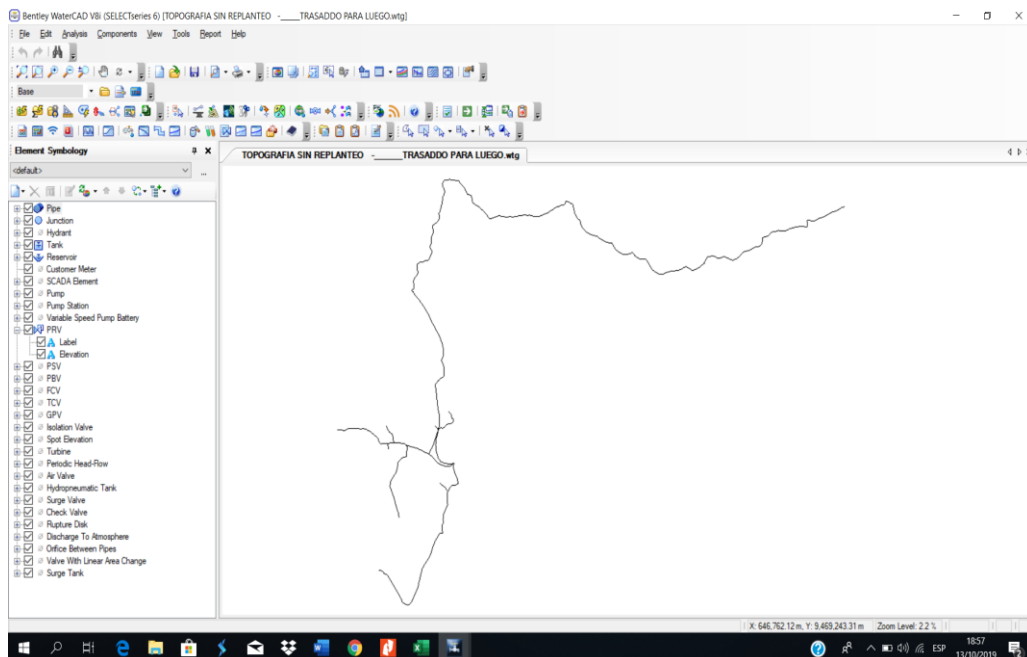 Bentley WaterCAD V8i (SELECTseries 6) [TOPOGRAFIA SIN REPLANTEO -____TRASADDO PARA LUEGO.wtg]
File Edit Analysis Components View Tools Report Help
Base
Element Symbology
TOPOGRAFIA SIN REPLANTEO -______TRASADDO PARA LUEGO.wtg
<default>
...
Pipe
Junction
Hydrant
Tank
Reservoir
Customer Meter
SCADA Element
Pump
Pump Station
Variable Speed Pump Battery
PRV
Label
Elevation
PSV
PBV
FCV
TCV
GPV
Isolation Valve
Spot Elevation
Turbine
Periodic Head-Flow
Air Valve
Hydropneumatic Tank
Surge Valve
Check Valve
Rupture Disk
Discharge To Atmosphere
Orifice Between Pipes
Valve With Linear Area Change
Surge Tank
X: 646,762.12 m, Y: 9,469,243.31 m Zoom Level: 2.2 %
ESP
18:57
13/10/2019